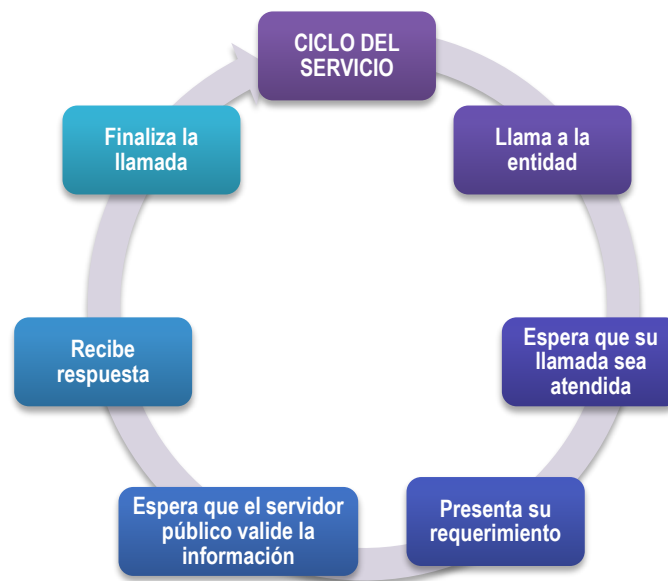 CICLO DEL
SERVICIO
Llama a la
entidad
Espera que su
llamada sea
atendida
Presenta su
requerimiento
Espera que el servidor
público valide la
información
Recibe
respuesta
Finaliza la
llamada